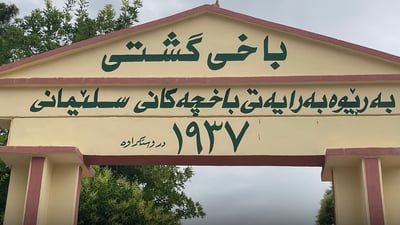 باخی گشتی
بەڕێوەبەرایەتی باخچەکانی سلێمانی
١٩٣٧ دروستکراوە